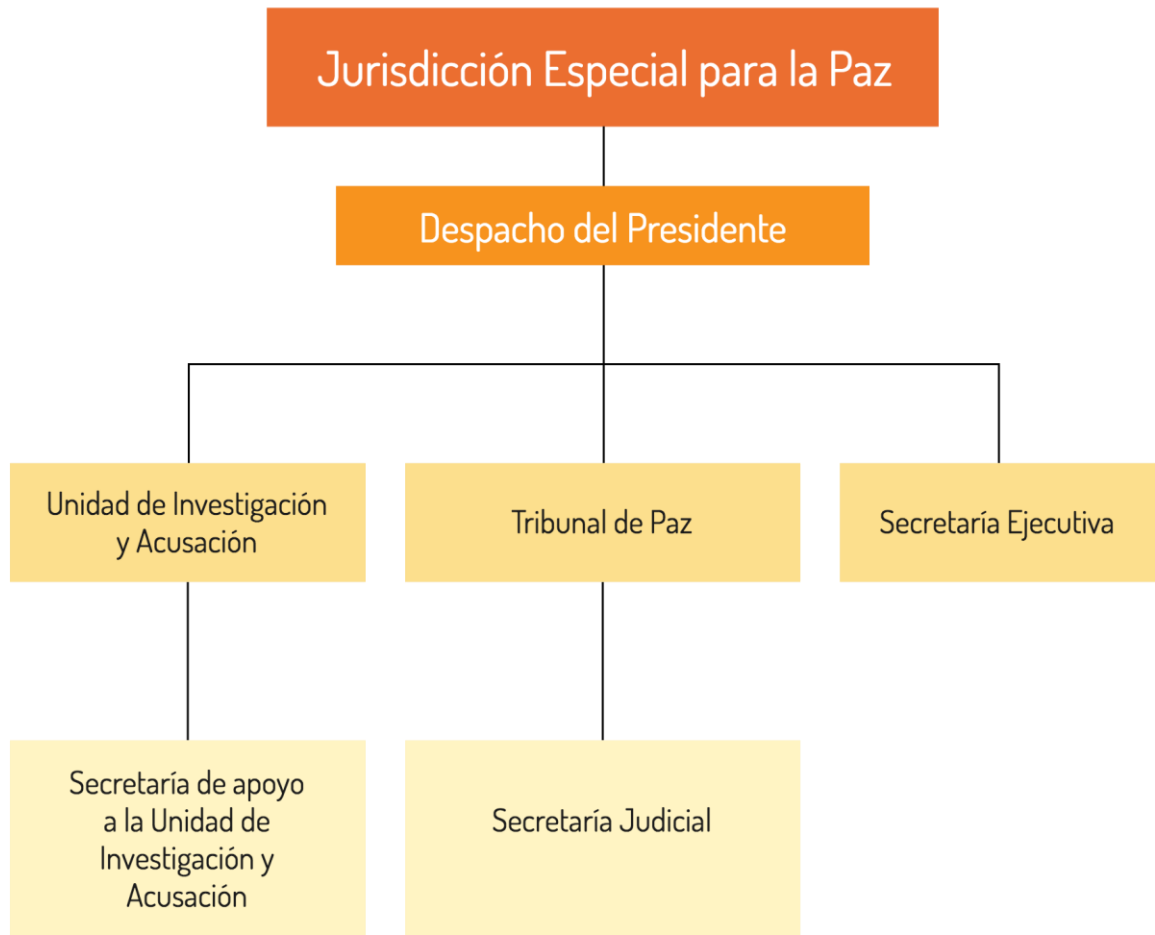 Jurisdicción Especial para la Paz
Despacho del Presidente
Unidad de Investigación
y Acusación
Tribunal de Paz
Secretaría Ejecutiva
Secretaría de apoyo
a la Unidad de
Investigación y
Acusación
Secretaría Judicial